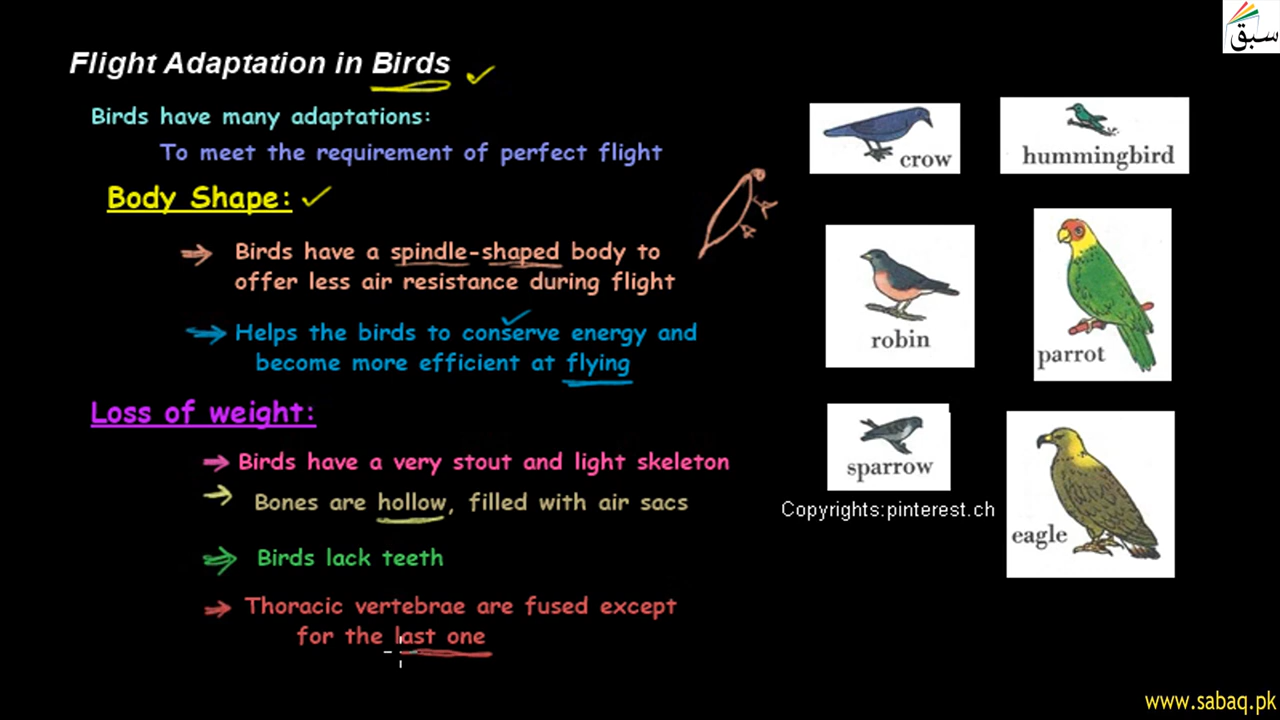 سبق
Flight Adaptation in Birds
Birds have many adaptations:
To meet the requirement of perfect flight
Body Shape:
Birds have a spindle-shaped body to
offer less air resistance during flight
Helps the birds to conserve energy and
become more efficient at flying
Loss of weight:
Birds have a very stout and light skeleton
Bones are hollow, filled with air sacs
Birds lack teeth
Thoracic vertebrae are fused except
for the last one
crow
hummingbird
robin
parrot
sparrow
Copyrights:pinterest.ch
eagle
www.sabaq.pk